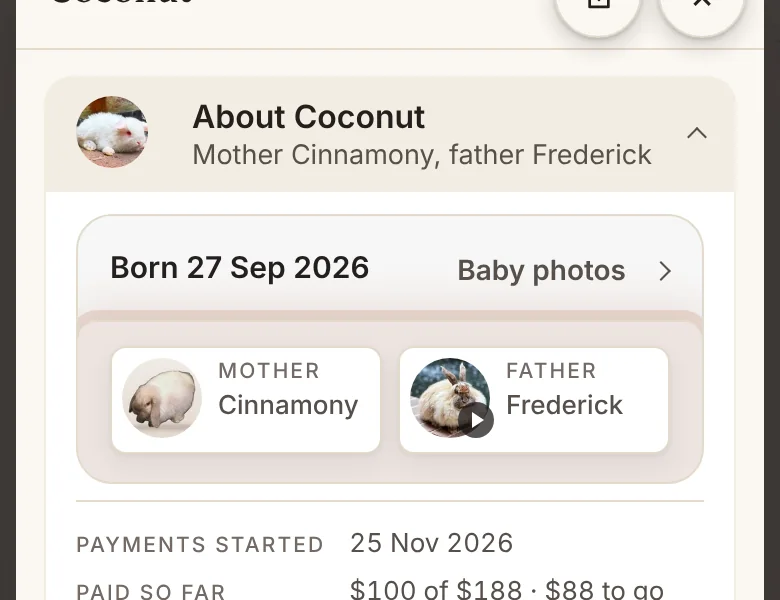 Coconut
About Coconut
Mother Cinnamony, father Frederick
Born 27 Sep 2026
Baby photos
MOTHER
Cinnamony
FATHER
Frederick
PAYMENTS STARTED
25 Nov 2026
PAID SO FAR
$100 of $188 · $88 to go